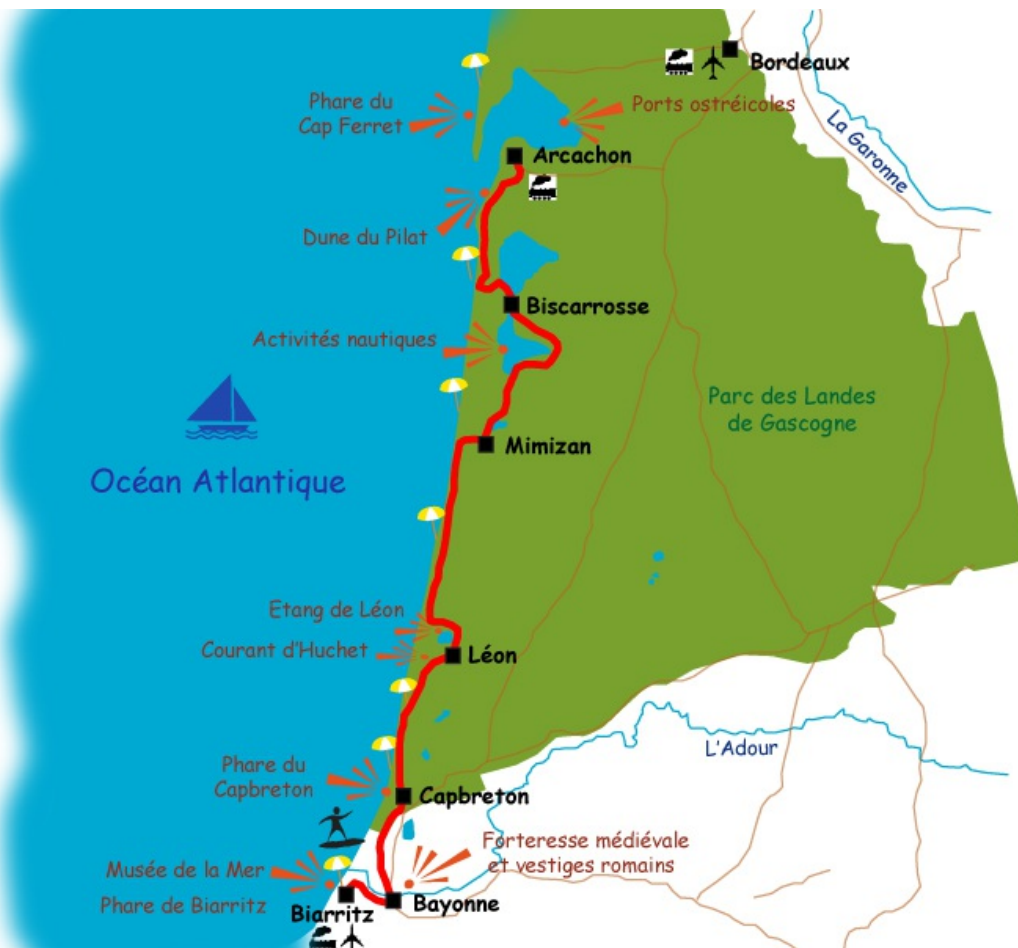 Bordeaux
Phare du
Cap Ferret
Ports ostréicoles
La Garonne
Arcachon
Dune du Pilat
Biscarrosse
Activités nautiques
Parc des Landes
de Gascogne
Mimizan
Océan Atlantique
Etang de Léon
Courant d'Huchet
Léon
L'Adour
Phare du
Capbreton
Capbreton
Forteresse médiévale
et vestiges romains
Musée de la Mer
Phare de Biarritz
Biarritz
Bayonne